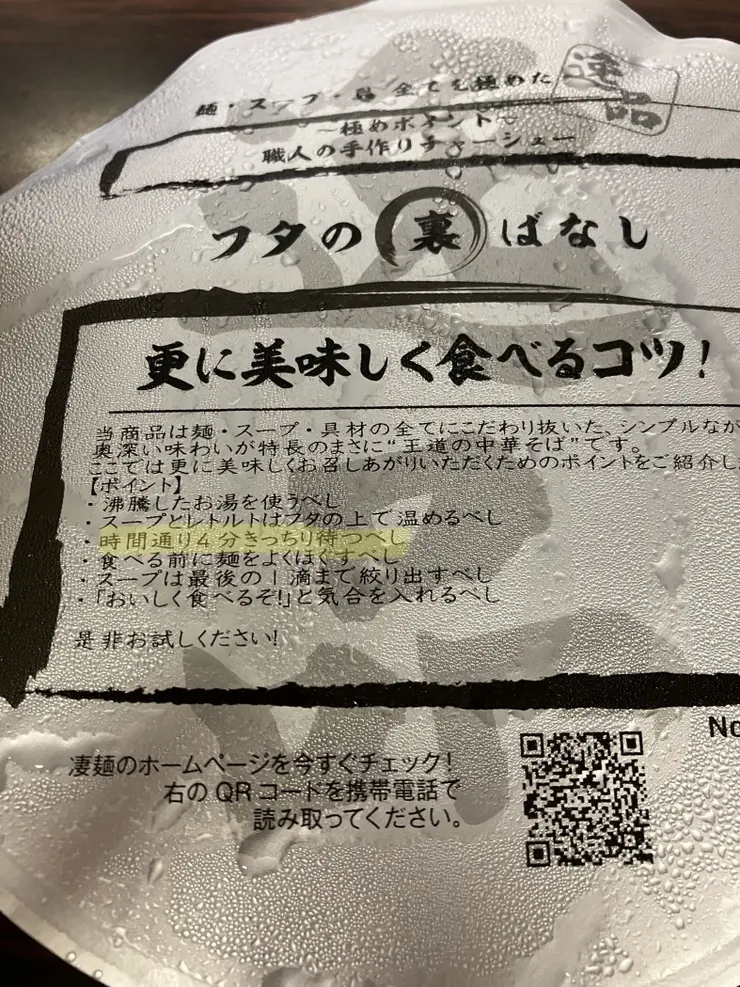 逸品
麺・スープ・具 全てを極めた
～極めポイント～
職人の手作りチャーシュー
フタの裏ばなし
更に美味しく食べるコツ！
当商品は麺・スープ・具材の全てにこだわり抜いた、シンプルなが
奥深い味わいが特長のまさに“王道の中華そば”です。
ここでは更に美味しくお召しあがりいただくためのポイントをご紹介し
【ポイント】
・沸騰したお湯を使うべし
・スープとレトルトはフタの上で温めるべし
・時間通り４分きっちり待つべし
・食べる前に麺をよくほぐすべし
・スープは最後の１滴まで絞り出すべし
・「おいしく食べるぞ!」と気合を入れるべし
是非お試しください!
凄麺のホームページを今すぐチェック！
右のQRコードを携帯電話で
読み取ってください。
No